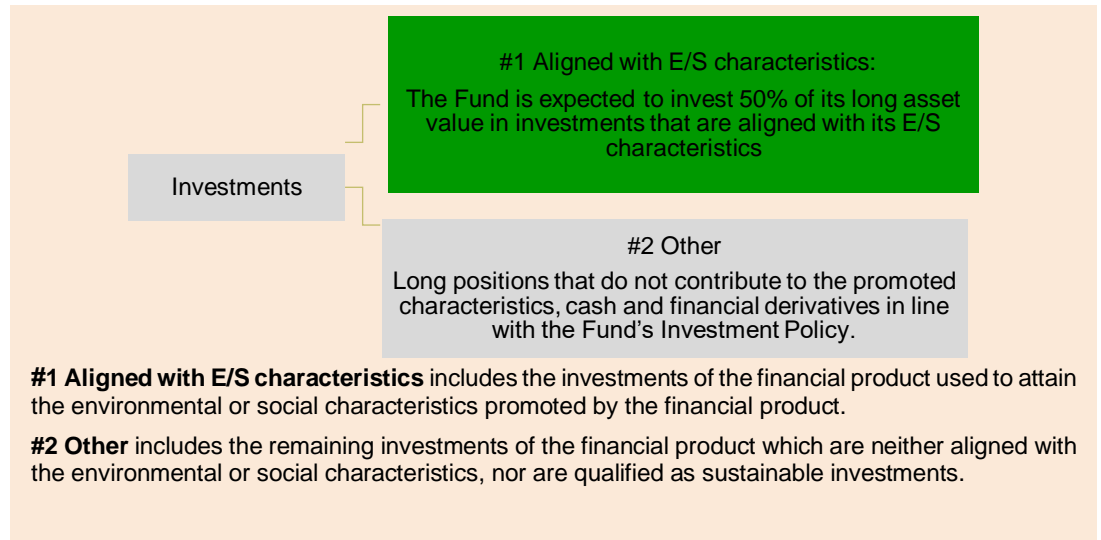 #1 Aligned with E/S characteristics:
The Fund is expected to invest 50% of its long asset
value in investments that are aligned with its E/S
characteristics
Investments
#2 Other
Long positions that do not contribute to the promoted
characteristics, cash and financial derivatives in line
with the Fund's Investment Policy.
#1 Aligned with E/S characteristics includes the investments of the financial product used to attain
the environmental or social characteristics promoted by the financial product.
#2 Other includes the remaining investments of the financial product which are neither aligned with
the environmental or social characteristics, nor are qualified as sustainable investments.